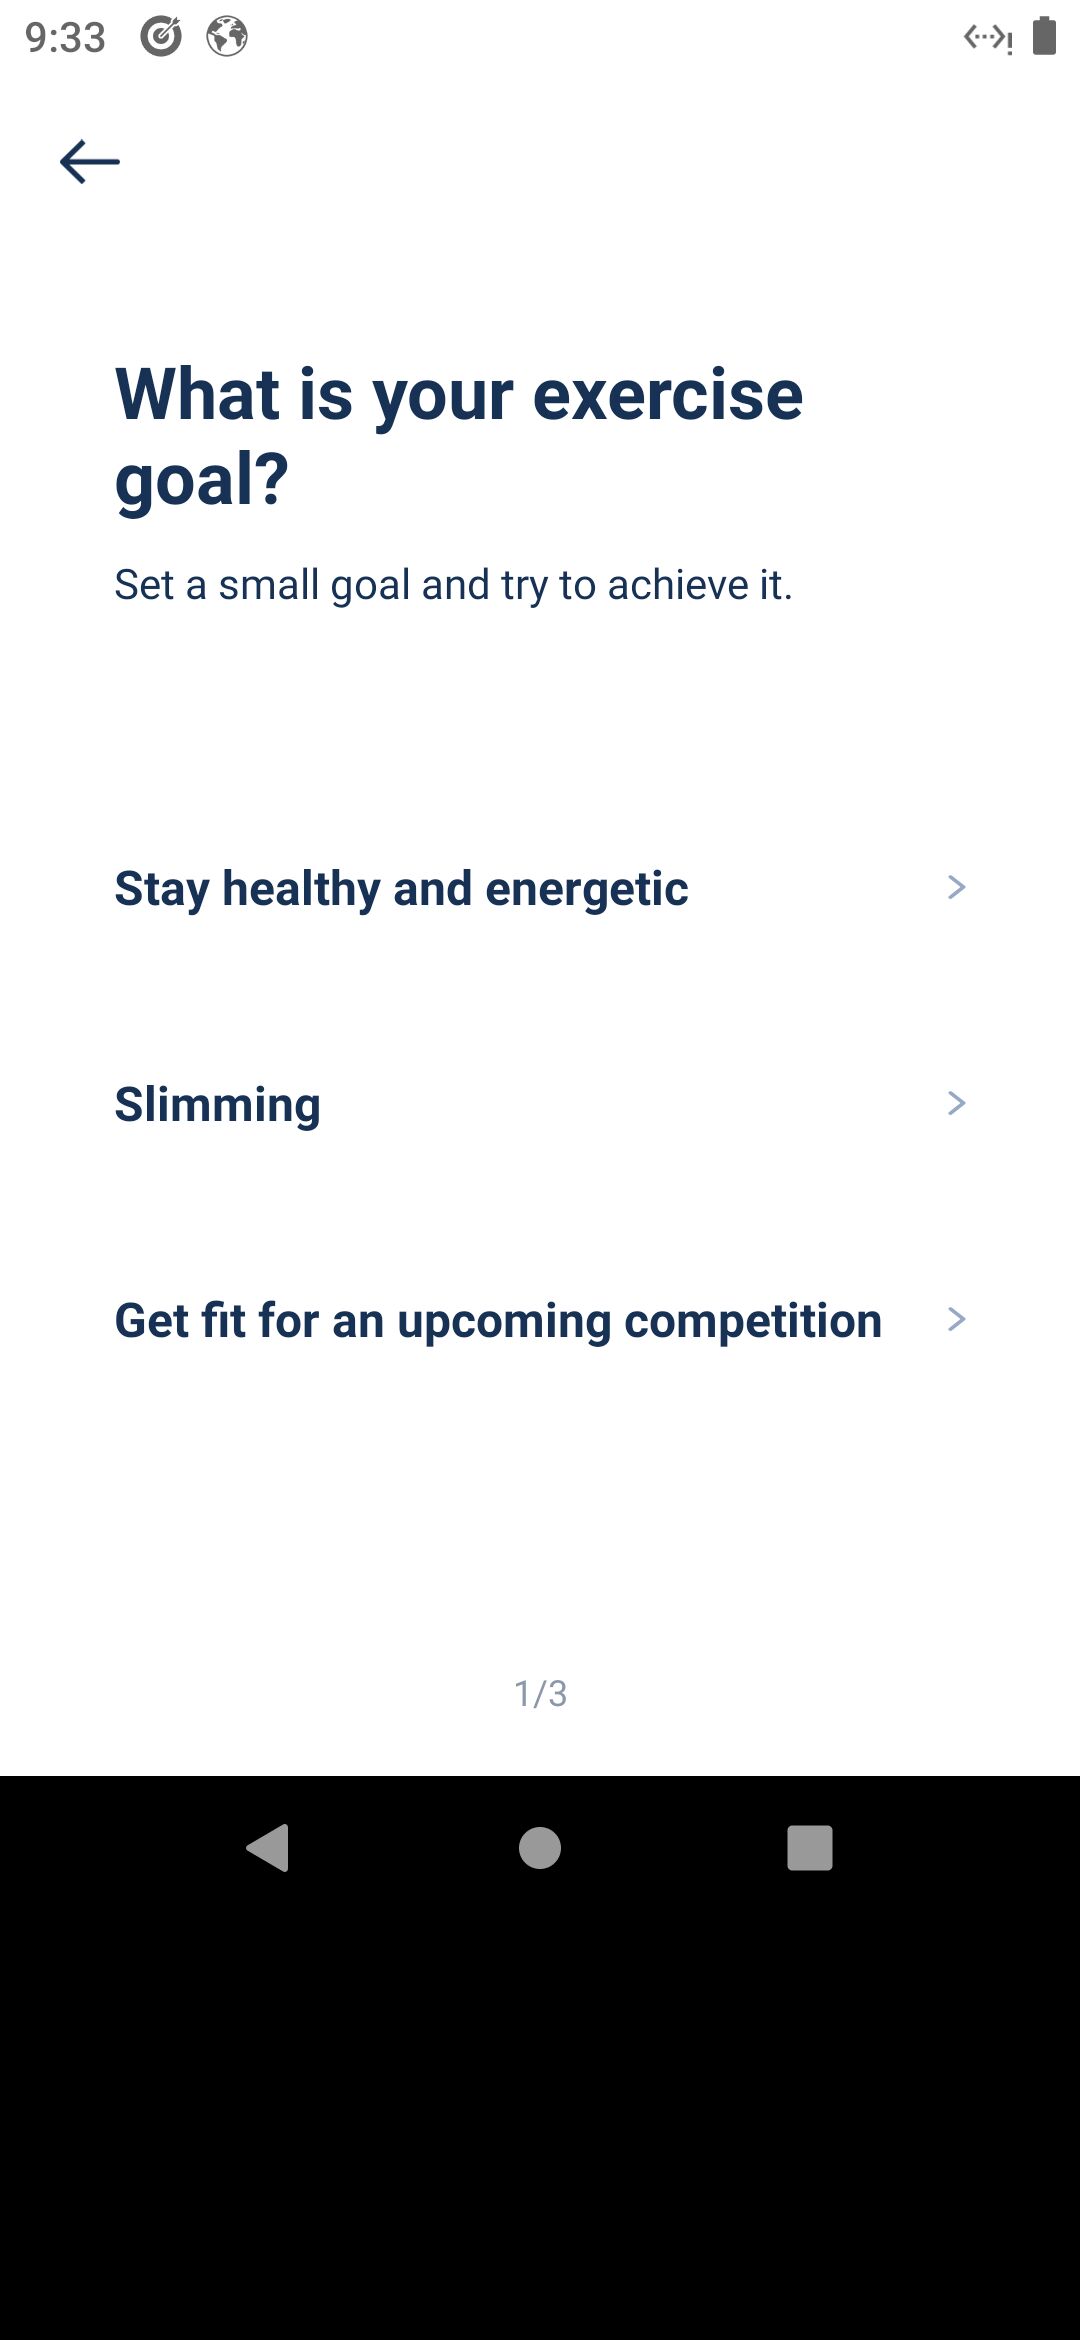 9:33
What is your exercise
goal?
Set a small goal and try to achieve it.
Stay healthy and energetic
Slimming
Get fit for an upcoming competition
1/3